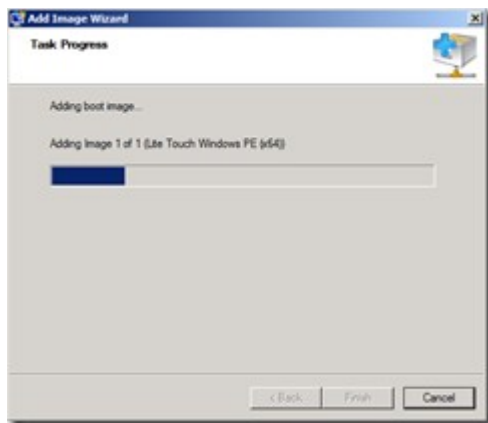 Add Image Wizard
Task Progress
Adding boot image...
Adding Image 1 of 1 (Lite Touch Windows PE (x64))
< Back
Finish
Cancel